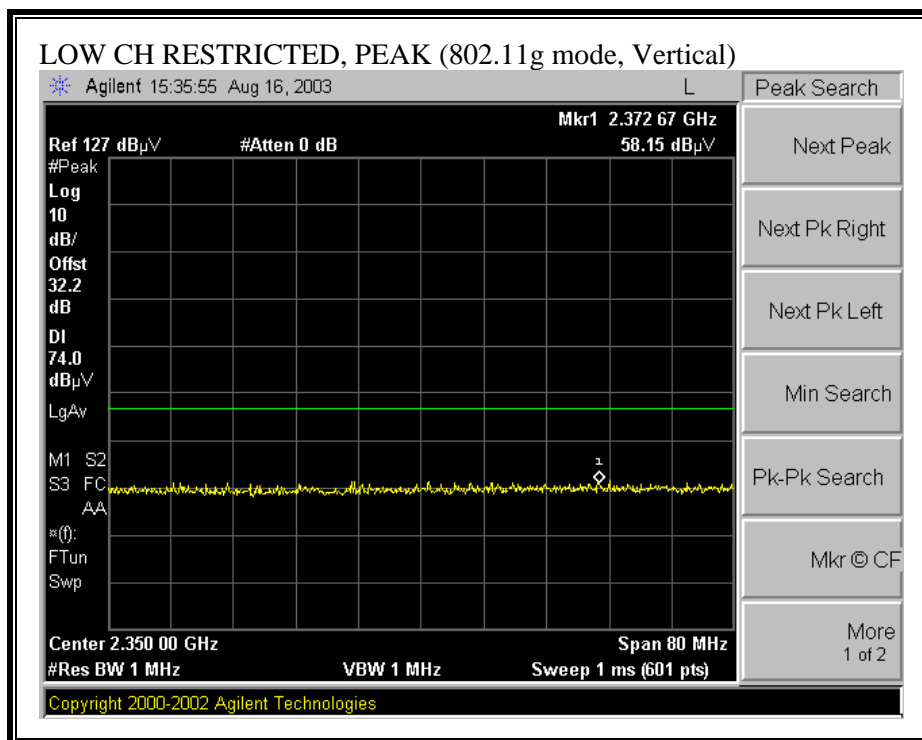 LOW CH RESTRICTED, PEAK (802.11g mode, Vertical)
Agilent 15:35:55 Aug 16, 2003 L
Peak Search
Mkr1 2.372 67 GHz
Ref 127 dBµV #Atten 0 dB 58.15 dBµV
#Peak
Log
10
dB/
Offst
32.2
dB
DI
74.0
dBµV
LgAv
M1 S2
S3 FC
AA
¤(f):
FTun
Swp
1
Center 2.350 00 GHz Span 80 MHz
#Res BW 1 MHz VBW 1 MHz Sweep 1 ms (601 pts)
Copyright 2000-2002 Agilent Technologies
Next Peak
Next Pk Right
Next Pk Left
Min Search
Pk-Pk Search
Mkr © CF
More
1 of 2